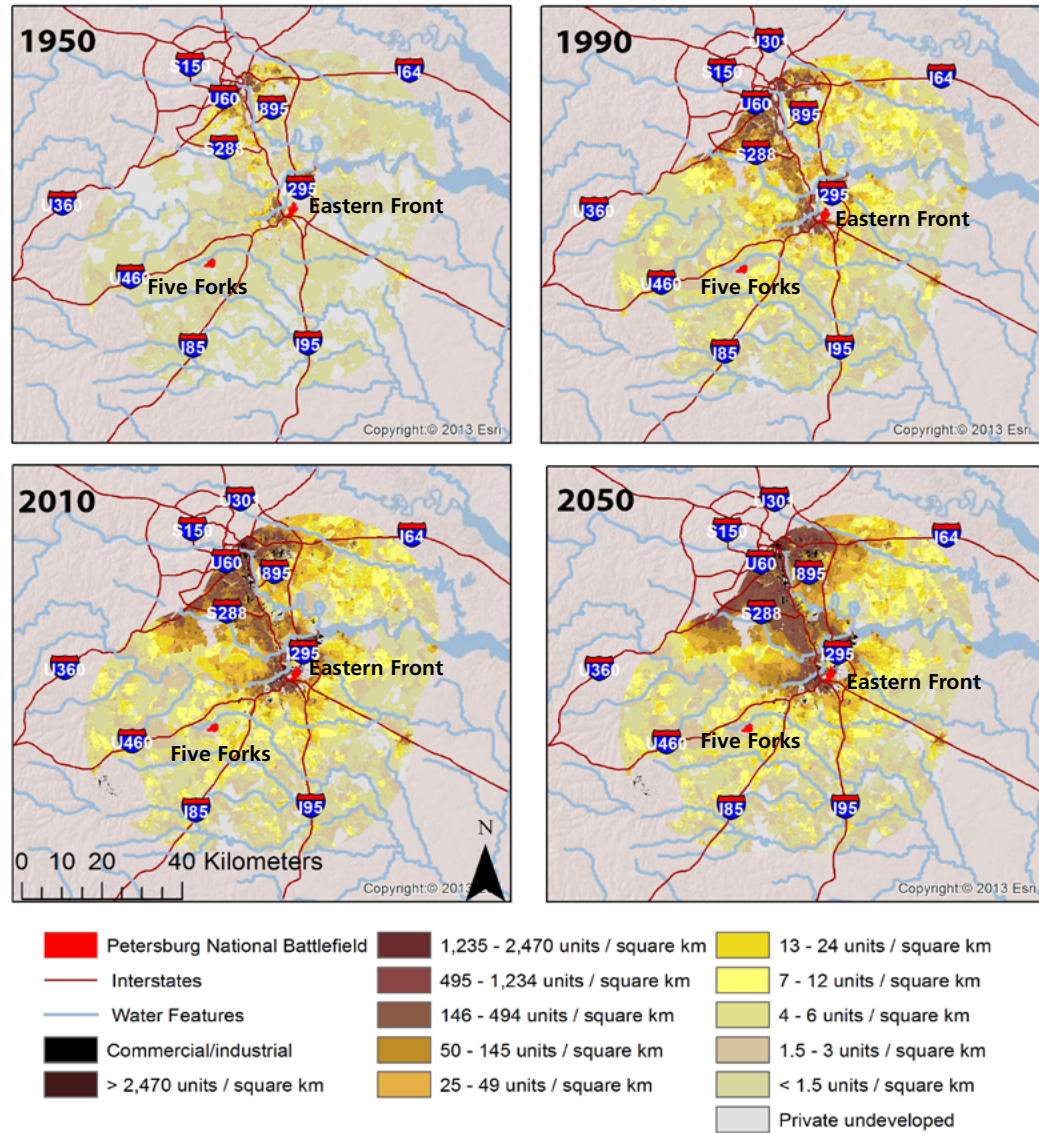 1950
S150
I64
U60
I895
S288
I295
U360
Eastern Front
U460
Five Forks
I85
I95
Copyright:© 2013 Esri
1990
U301
S150
I64
U60
I895
S288
I295
U360
Eastern Front
U460
Five Forks
I85
I95
Copyright:© 2013 Esri
2010
U301
S150
I64
U60
I895
S288
I295
U360
Eastern Front
U460
Five Forks
I85
I95
N
0 10 20 40 Kilometers
Copyright:© 2013 Esri
2050
U301
S150
I64
U60
I895
S288
I295
U360
Eastern Front
U460
Five Forks
I85
I95
Copyright:© 2013 Esri
Petersburg National Battlefield
Interstates
Water Features
Commercial/industrial
> 2,470 units / square km
1,235 - 2,470 units / square km
495 - 1,234 units / square km
146 - 494 units / square km
50 - 145 units / square km
25 - 49 units / square km
13 - 24 units / square km
7 - 12 units / square km
4 - 6 units / square km
1.5 - 3 units / square km
< 1.5 units / square km
Private undeveloped